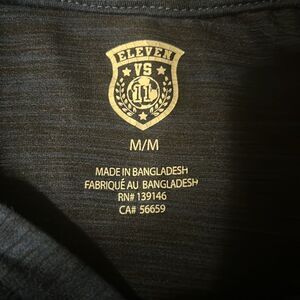 ELEVEN
VS
11
M/M
MADE IN BANGLADESH
FABRIQUÉ AU BANGLADESH
RN# 139146
CA# 56659